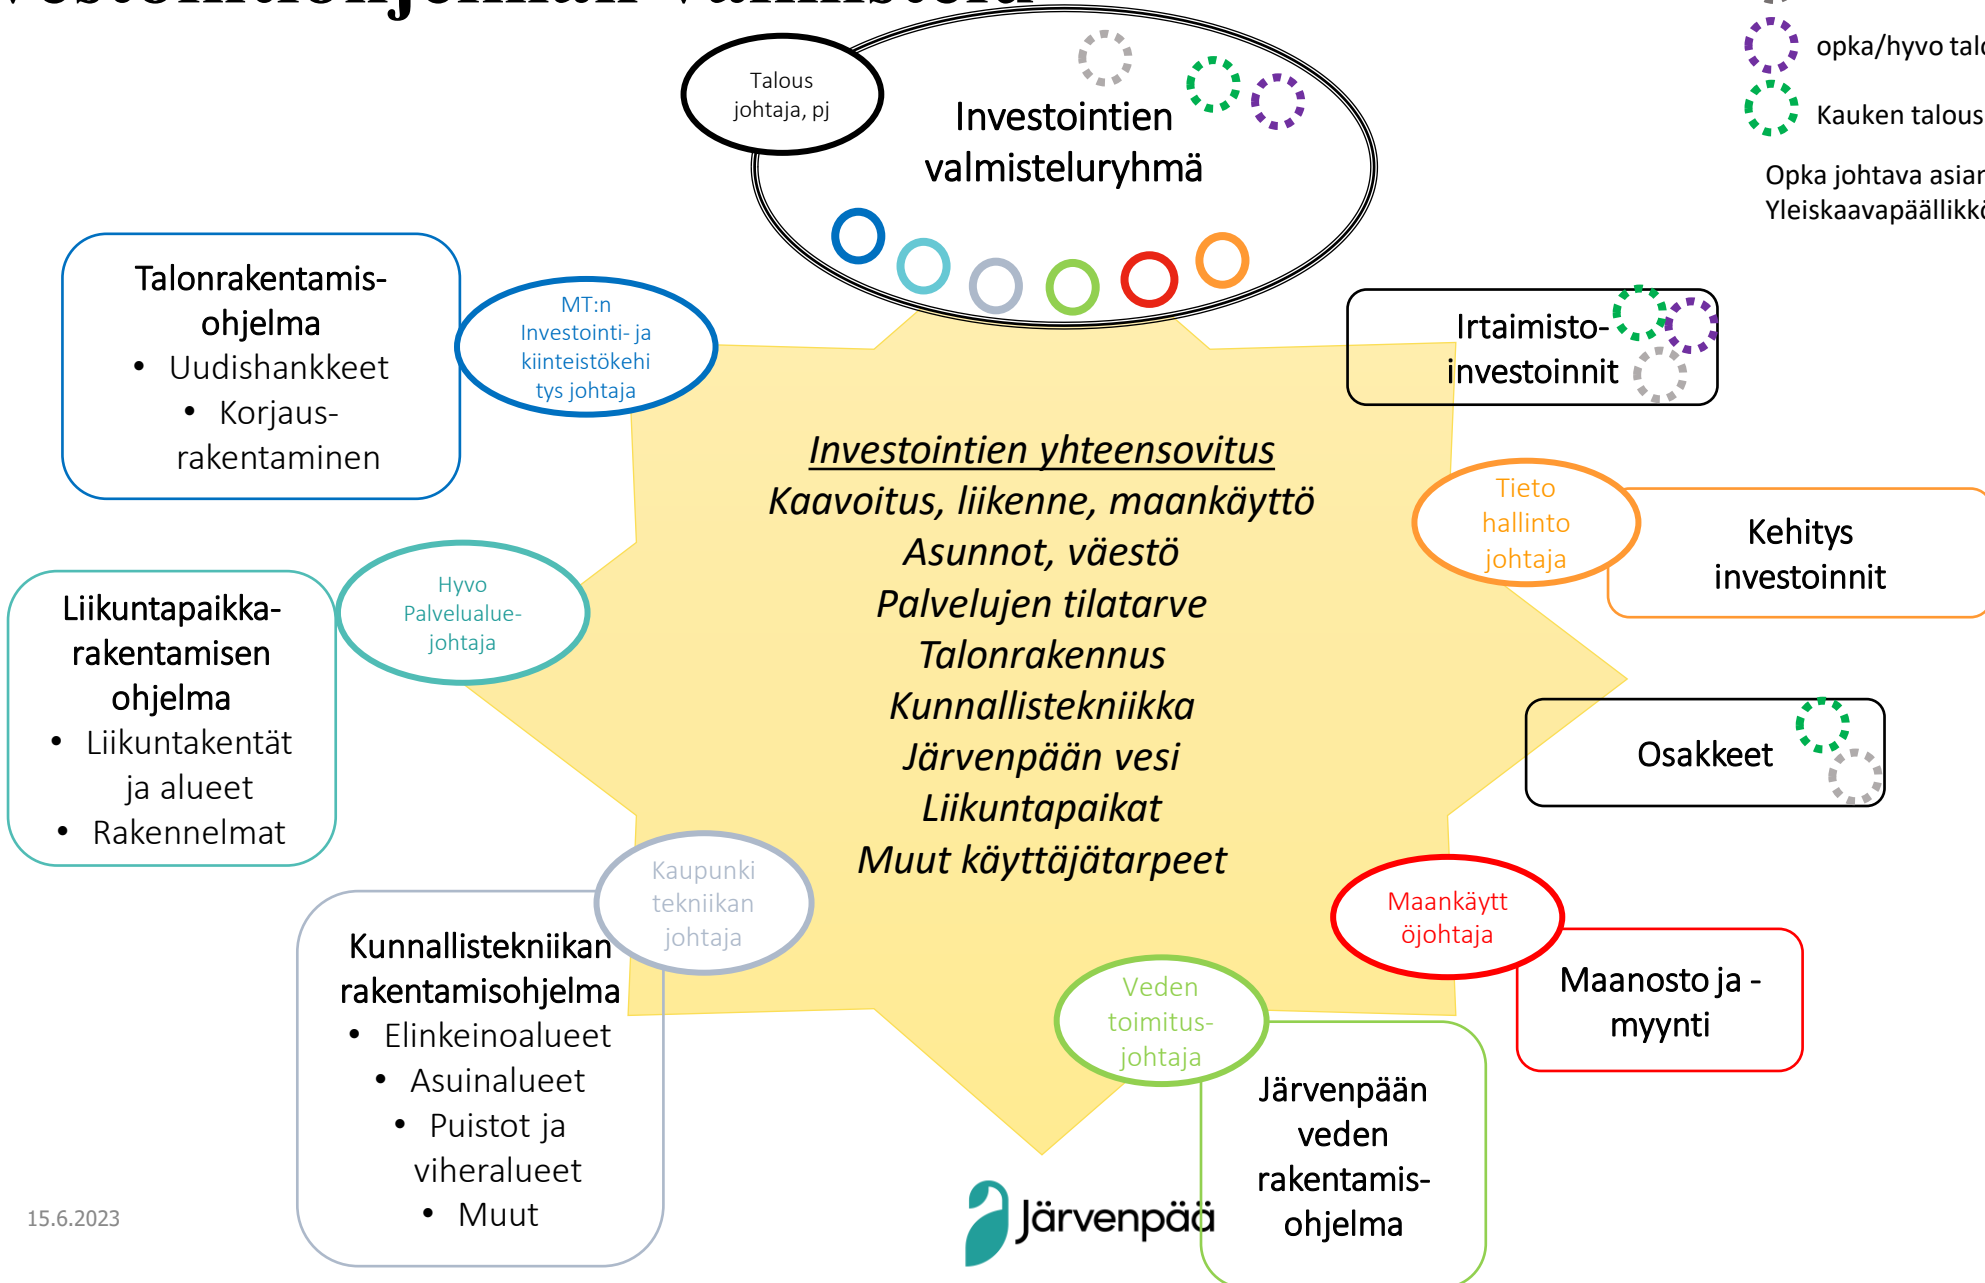 Talous
johtaja, pj
Investointien
valmisteluryhmä
opka/hyvo
Kauken talous
Opka johtava
Talonrakentamis-
ohjelma
• Uudishankkeet
• Korjaus-
rakentaminen
MT:n
Investointi- ja
kiinteistökehi
tys johtaja
Irtaimisto-
investoinnit
Investointien yhteensovitus
Kaavoitus, liikenne, maankäyttö
Asunnot, väestö
Palvelujen tilatarve
Talonrakennus
Kunnallistekniikka
Järvenpään vesi
Liikuntapaikat
Muut käyttäjätarpeet
Tieto
hallinto
johtaja
Kehitys
investoinnit
Liikuntapaikka-
rakentamisen
ohjelma
• Liikuntakentät
ja alueet
• Rakennelmat
Hyvo
Palvelualue-
johtaja
Osakkeet
Kaupunki
tekniikan
johtaja
Kunnallistekniikan
rakentamisohjelma
• Elinkeinoalueet
• Asuinalueet
• Puistot ja
viheralueet
• Muut
Maankäytt
öjohtaja
Maanosto ja -
myynti
Veden
toimitus-
johtaja
Järvenpään
veden
rakentamis-
ohjelma
15.6.2023
Järvenpää